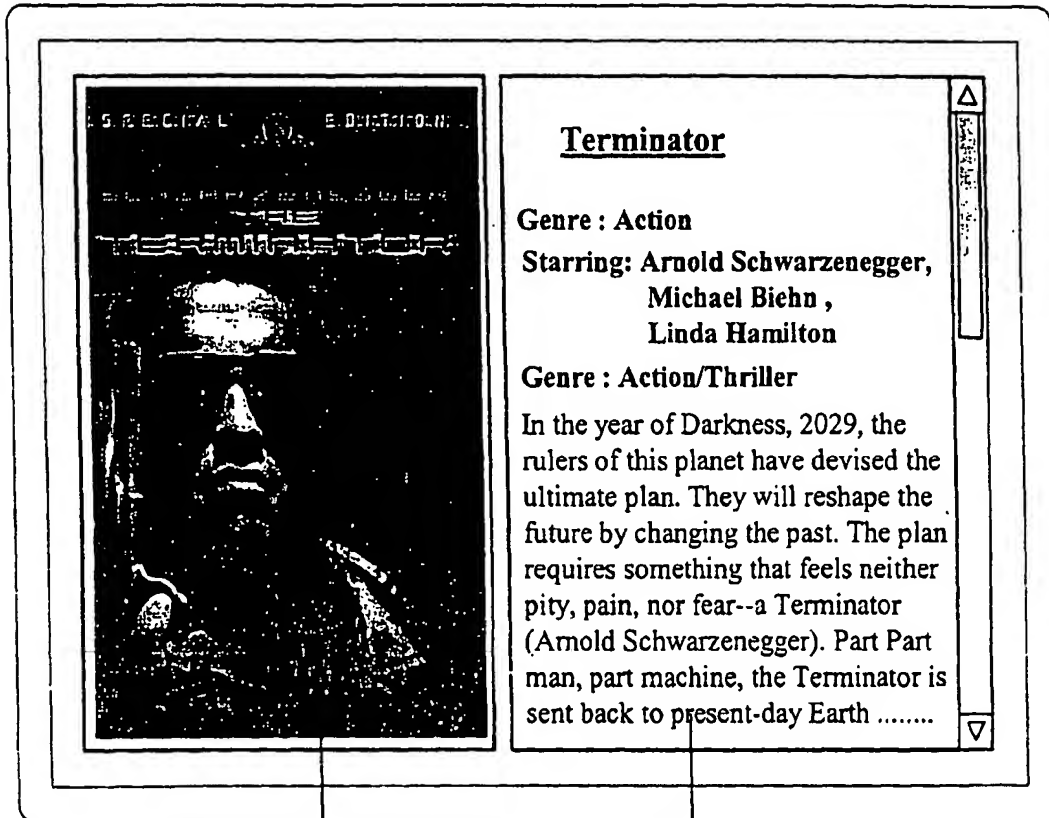 SPECIAL EDITION
Terminator
Genre : Action
Starring: Arnold Schwarzenegger,
Michael Biehn ,
Linda Hamilton
Genre : Action/Thriller
In the year of Darkness, 2029, the
rulers of this planet have devised the
ultimate plan. They will reshape the
future by changing the past. The plan
requires something that feels neither
pity, pain, nor fear--a Terminator
(Arnold Schwarzenegger). Part Part
man, part machine, the Terminator is
sent back to present-day Earth ........